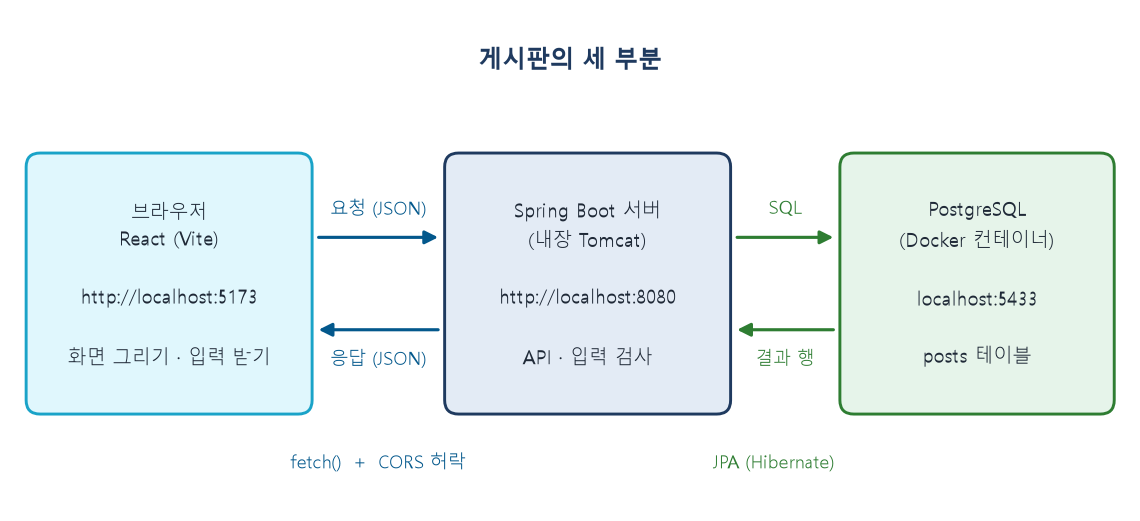 게시판의 세 부분
브라우저
React (Vite)
http://localhost:5173
화면 그리기 · 입력 받기
요청 (JSON)
응답 (JSON)
Spring Boot 서버
(내장 Tomcat)
http://localhost:8080
API · 입력 검사
SQL
결과 행
PostgreSQL
(Docker 컨테이너)
localhost:5433
posts 테이블
fetch() + CORS 허락
JPA (Hibernate)